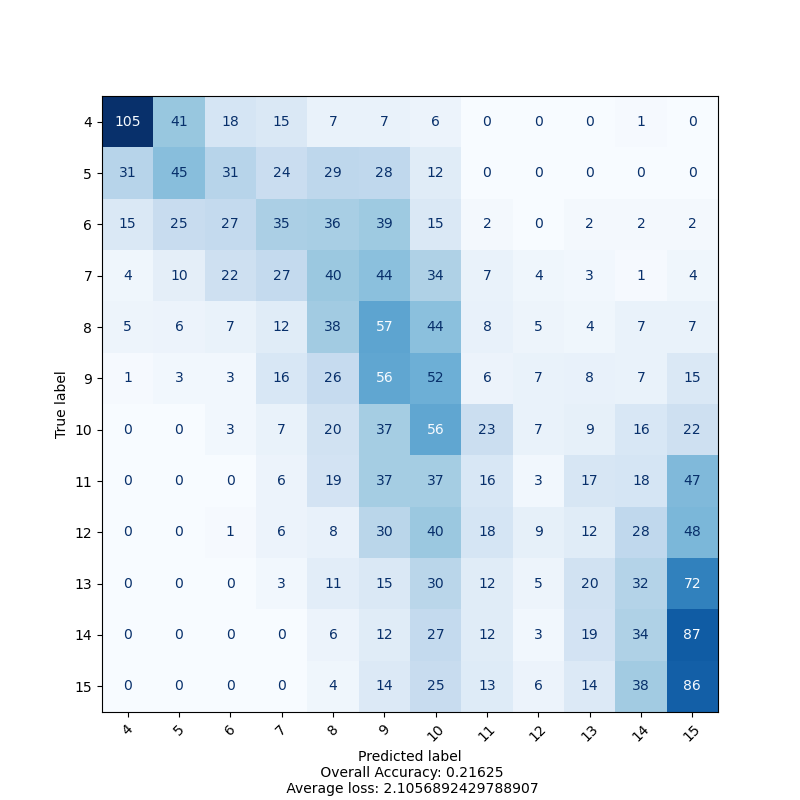 4 105 41 18 15 7 7 6 0 0 0 1 0
5 31 45 31 24 29 28 12 0 0 0 0 0
6 15 25 27 35 36 39 15 2 0 2 2 2
7 4 10 22 27 40 44 34 7 4 3 1 4
8 5 6 7 12 38 57 44 8 5 4 7 7
9 1 3 3 16 26 56 52 6 7 8 7 15
True label
10 0 0 3 7 20 37 56 23 7 9 16 22
11 0 0 0 6 19 37 37 16 3 17 18 47
12 0 0 1 6 8 30 40 18 9 12 28 48
13 0 0 0 3 11 15 30 12 5 20 32 72
14 0 0 0 0 6 12 27 12 3 19 34 87
15 0 0 0 0 4 14 25 13 6 14 38 86
4 5 6 7 8 9 10 11 12 13 14 15
Predicted label
Overall Accuracy: 0.21625
Average loss: 2.1056892429788907